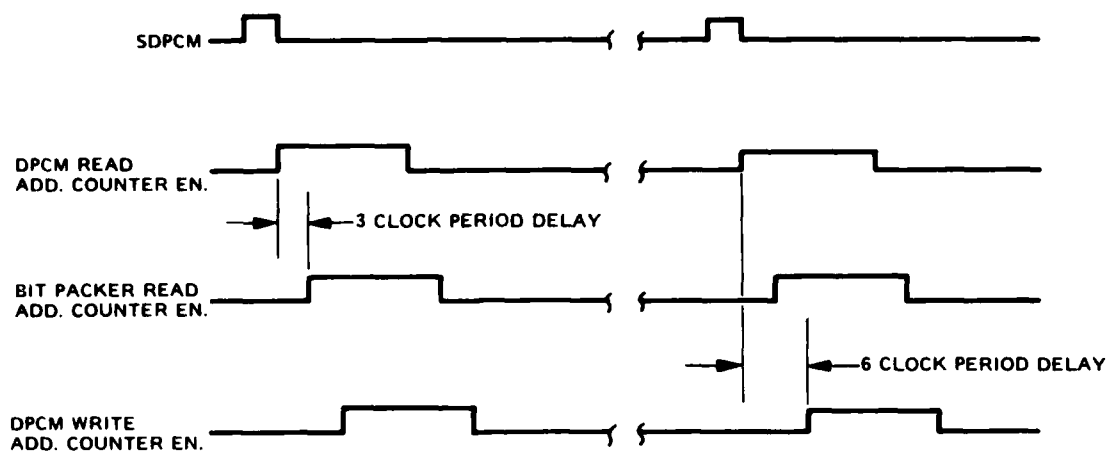 SDPCM
DPCM READ
ADD. COUNTER EN.
3 CLOCK PERIOD DELAY
BIT PACKER READ
ADD. COUNTER EN.
6 CLOCK PERIOD DELAY
DPCM WRITE
ADD. COUNTER EN.